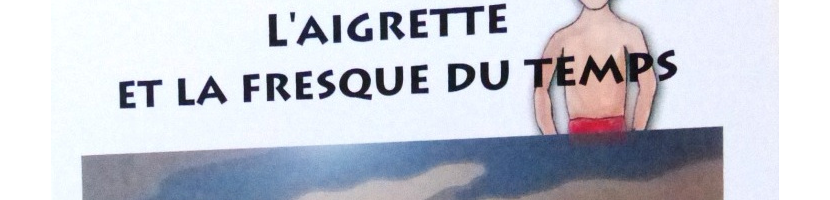 L'AIGRETTE
ET LA FRESQUE DU TEMPS